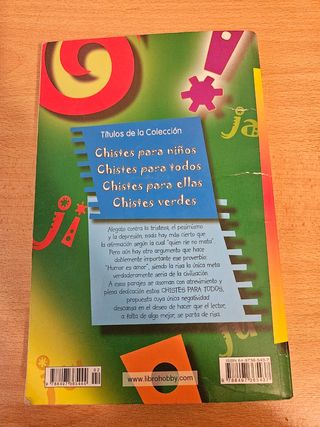 ja
ji
ja
Títulos de la Colección
Chistes para niños
Chistes para todos
Chistes para ellas
Chistes verdes
Alegato contra la tristeza, el pesimismo
y la depresión, nada hay más cierto que
la afirmación según la cual "quien ríe no mata".
Pero aún hay otro argumento que hace
doblemente importante ese proverbio:
"Humor es amor", siendo la risa la única meta
verdaderamente seria de la civilización.
A esos parajes se asoman con atrevimiento y
plena dedicación estos CHISTES PARA TODOS,
propuesta cuya única negatividad
descansa en el hecho de hacer que el lector,
a falta de algo mejor, se parta de risa.
www.librohobby.com